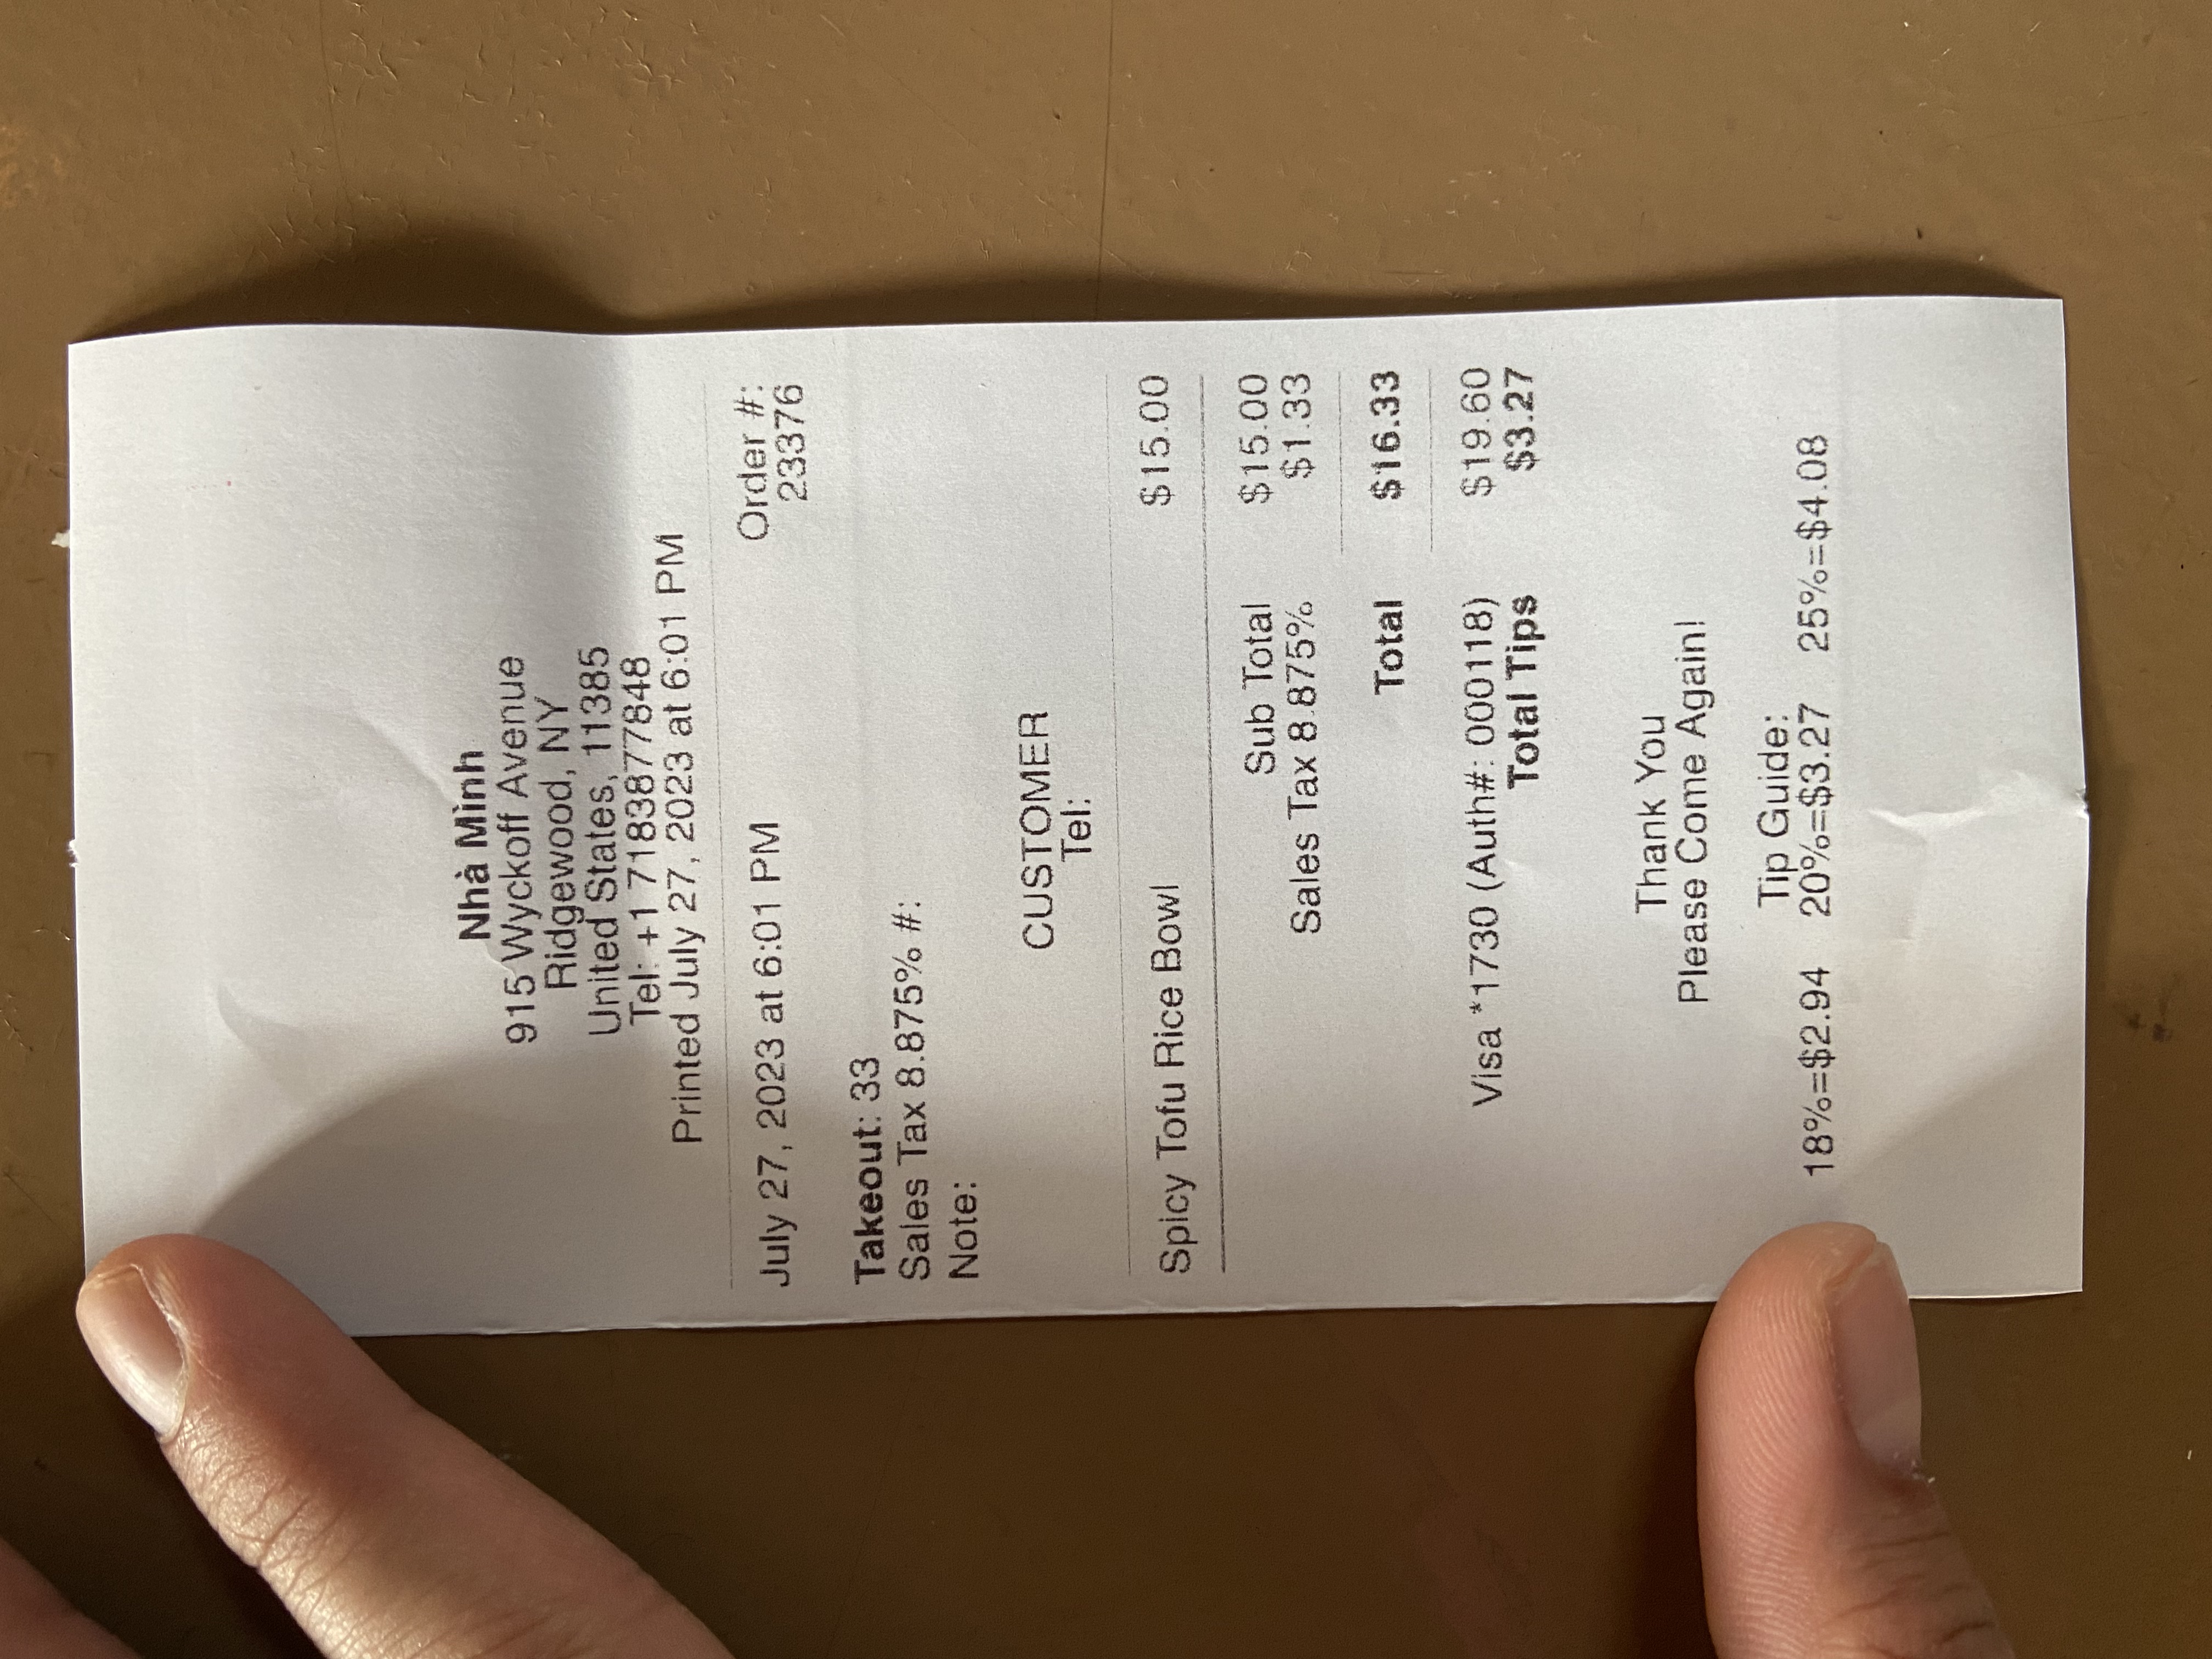 Nhà Mình
915 Wyckoff Avenue
Ridgewood, NY
United States, 11385
Tel: +1 7183877848
Printed July 27, 2023 at 6:01 PM
July 27, 2023 at 6:01 PM
Order #:
23376
Takeout: 33
Sales Tax 8.875% #:
Note:
CUSTOMER
Tel:
Spicy Tofu Rice Bowl $15.00
Sub Total $15.00
Sales Tax 8.875% $1.33
Total $16.33
Visa *1730 (Auth#: 000118) $19.60
Total Tips $3.27
Thank You
Please Come Again!
Tip Guide:
18%=$2.94 20%=$3.27 25%=$4.08